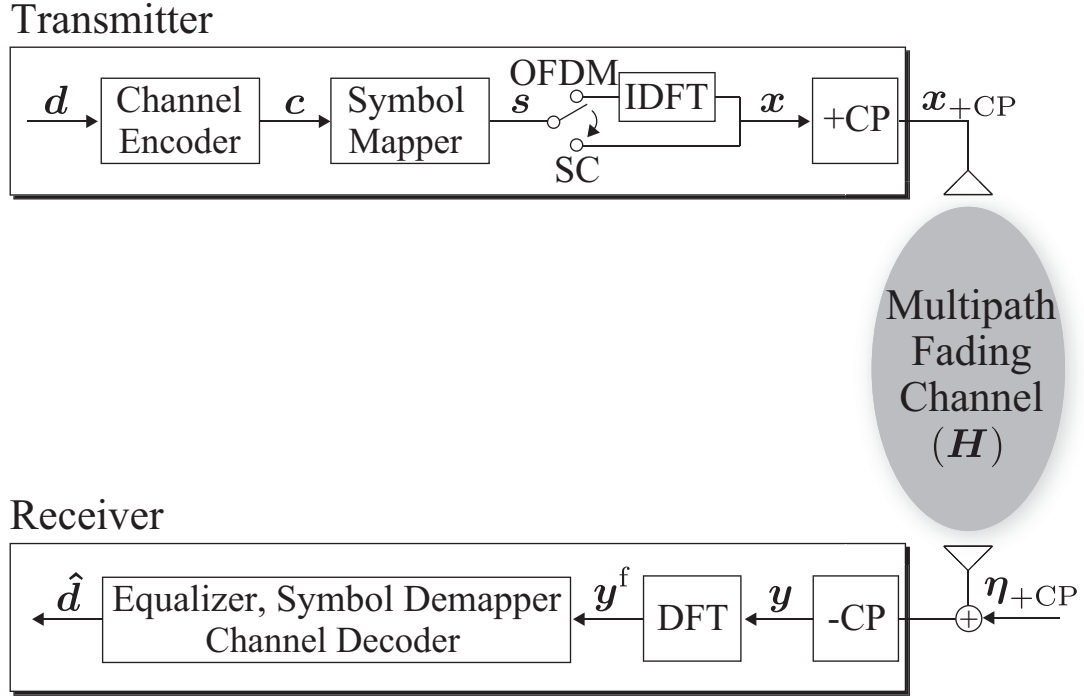 Transmitter
d
Channel
Encoder
c
Symbol
Mapper
s
OFDM
SC
IDFT
x
+CP
x+CP
Multipath
Fading
Channel
(H)
Receiver
d̂
Equalizer, Symbol Demapper
Channel Decoder
y^f
DFT
y
-CP
η+CP